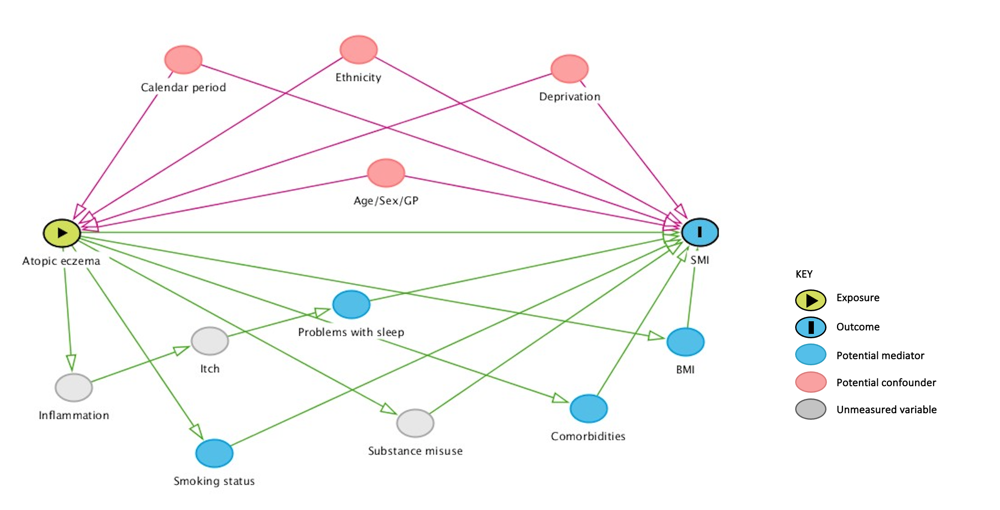 Calendar period
Ethnicity
Deprivation
Age/Sex/GP
Atopic eczema
SMI
Problems with sleep
Itch
BMI
Inflammation
Comorbidities
Substance misuse
Smoking status
KEY
Exposure
Outcome
Potential mediator
Potential confounder
Unmeasured variable